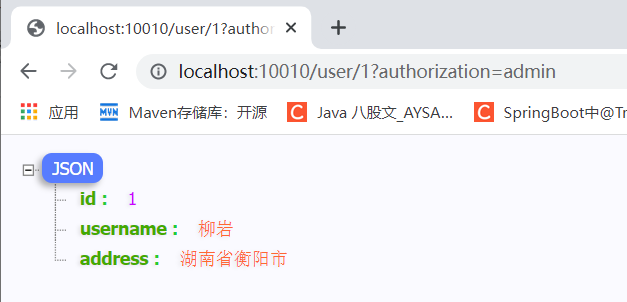 localhost:10010/user/1?author
localhost:10010/user/1?authorization=admin
应用 Maven存储库：开源 Java 八股文_AYSA... SpringBoot中@Tr
JSON
id : 1
username : 柳岩
address : 湖南省衡阳市